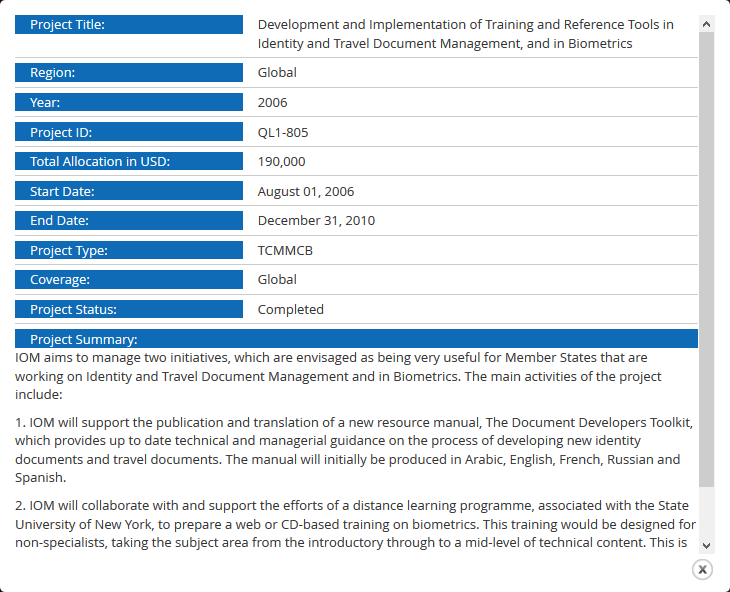 Project Title: Development and Implementation of Training and Reference Tools in
Identity and Travel Document Management, and in Biometrics
Region: Global
Year: 2006
Project ID: QL1-805
Total Allocation in USD: 190,000
Start Date: August 01, 2006
End Date: December 31, 2010
Project Type: TCMMCB
Coverage: Global
Project Status: Completed
Project Summary:
IOM aims to manage two initiatives, which are envisaged as being very useful for Member States that are
working on Identity and Travel Document Management and in Biometrics. The main activities of the project
include:
1. IOM will support the publication and translation of a new resource manual, The Document Developers Toolkit,
which provides up to date technical and managerial guidance on the process of developing new identity
documents and travel documents. The manual will initially be produced in Arabic, English, French, Russian and
Spanish.
2. IOM will collaborate with and support the efforts of a distance learning programme, associated with the State
University of New York, to prepare a web or CD-based training on biometrics. This training would be designed for
non-specialists, taking the subject area from the introductory through to a mid-level of technical content. This is